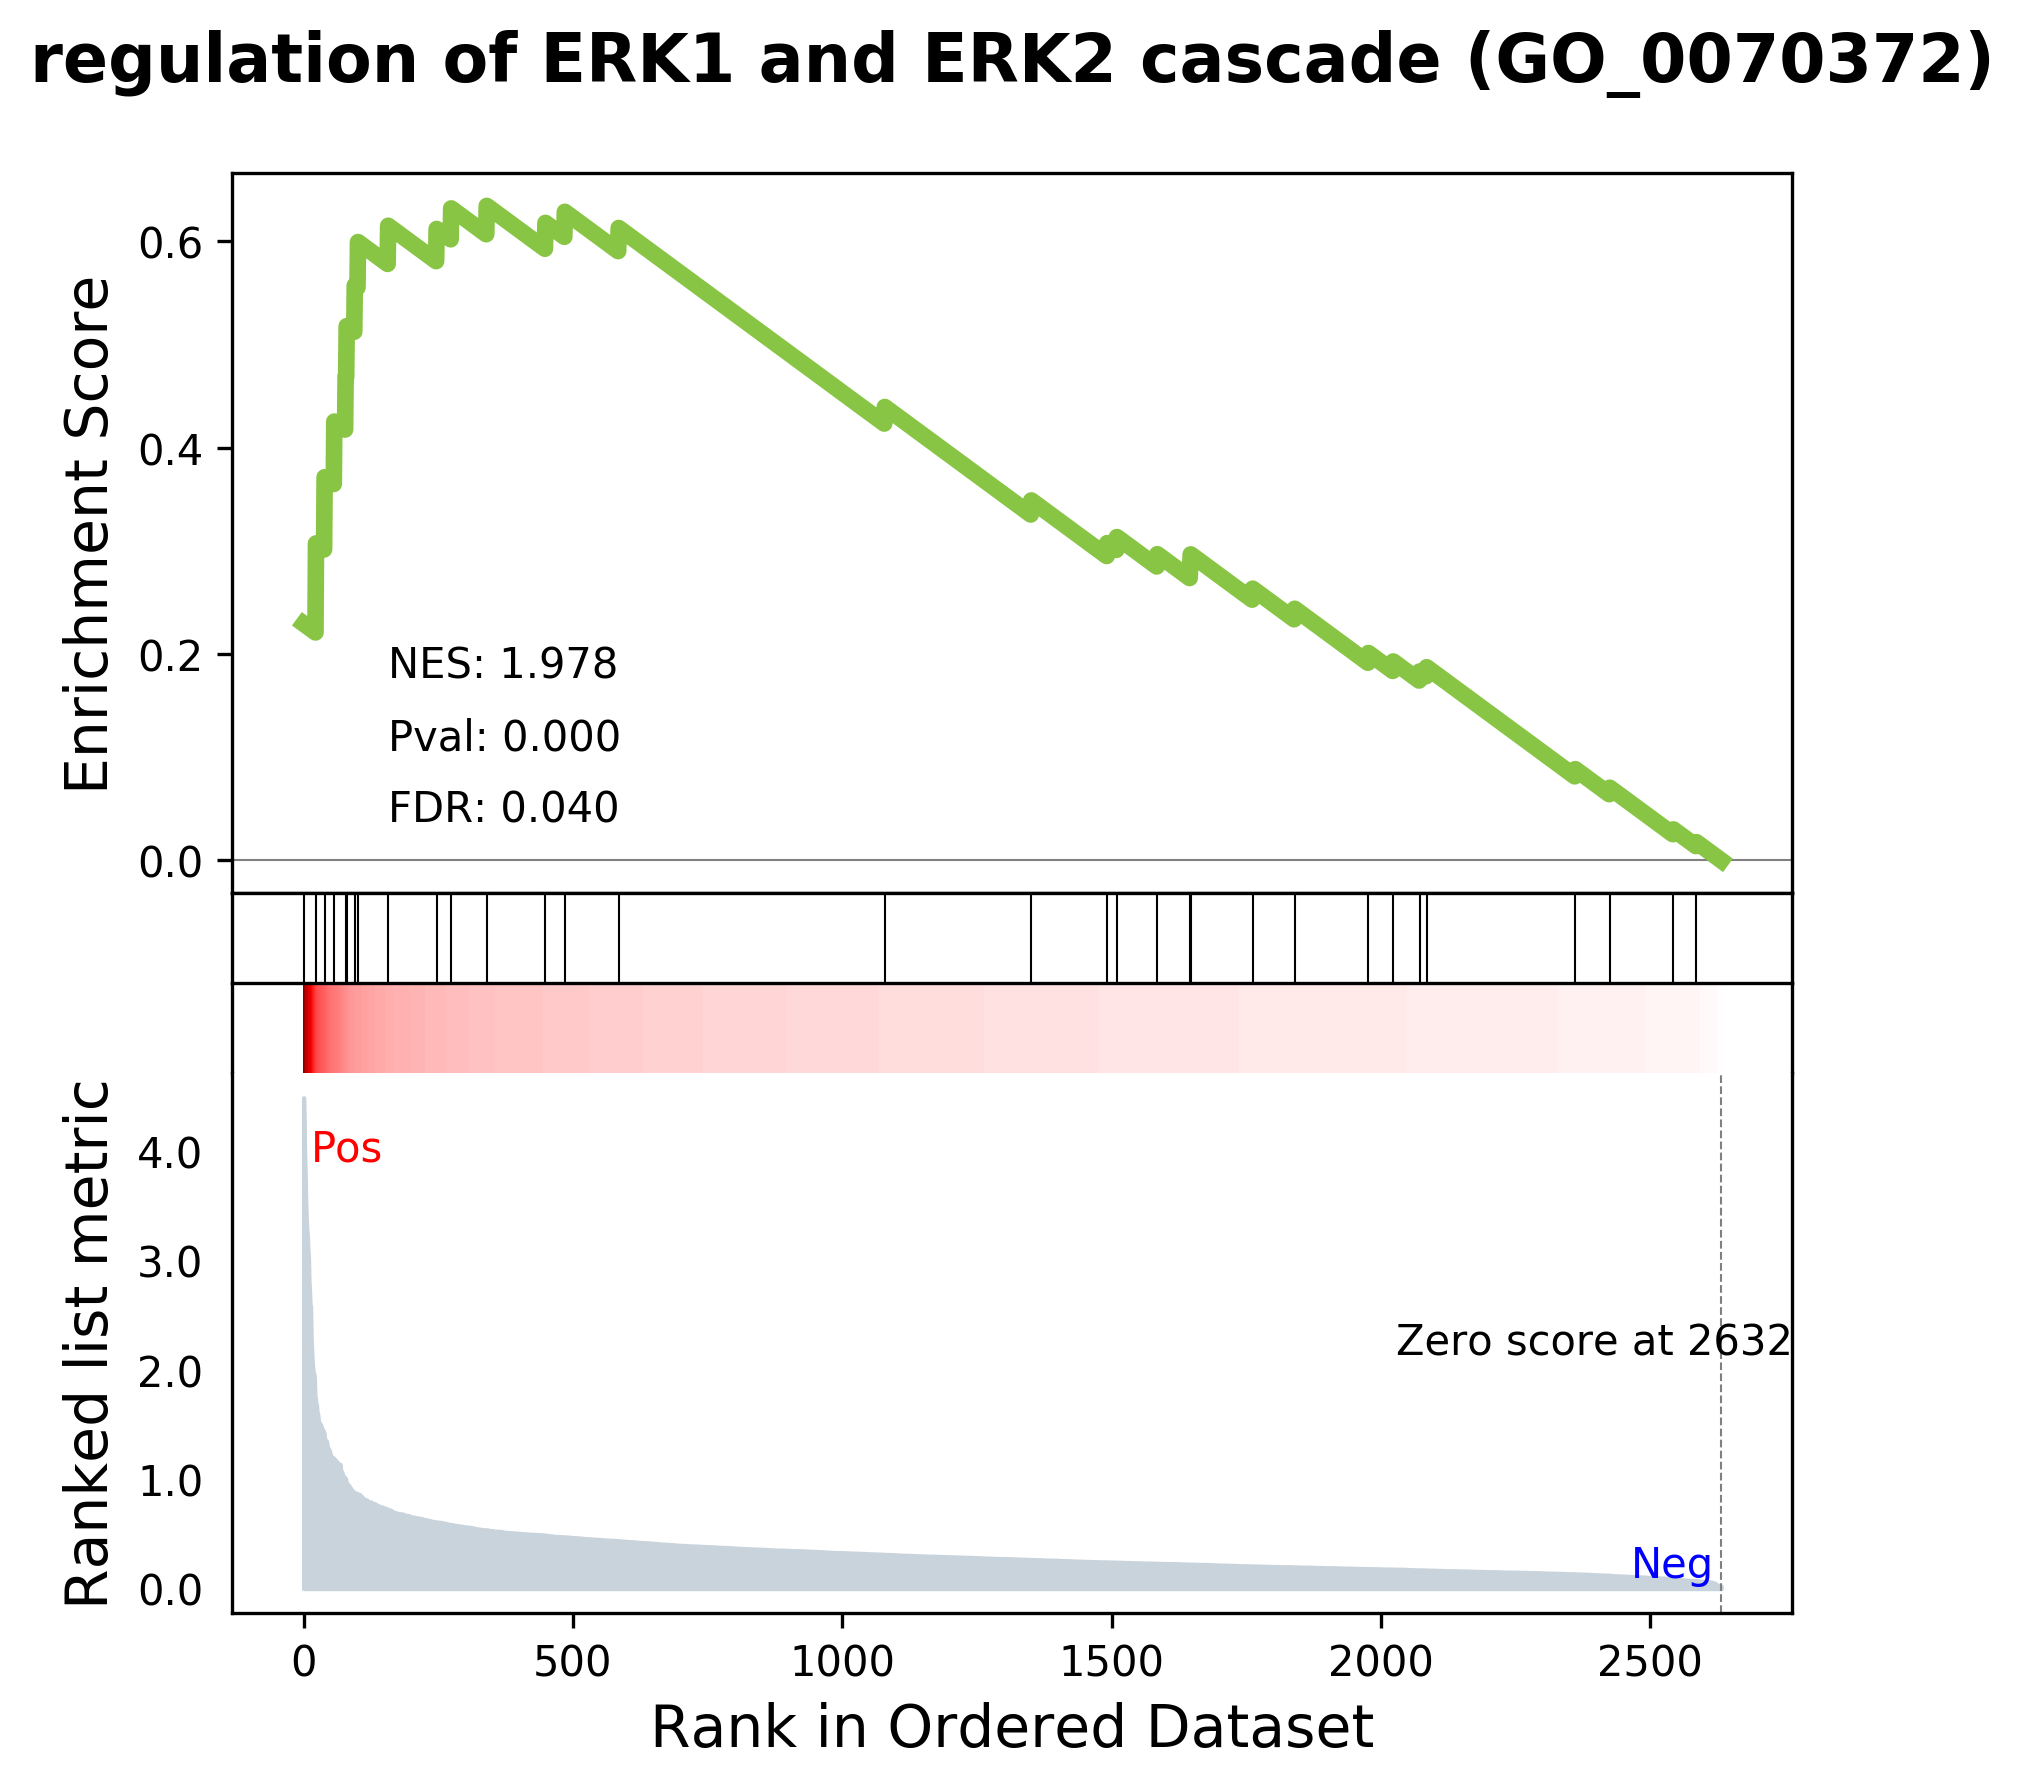 regulation of ERK1 and ERK2 cascade (GO_0070372)
Enrichment Score
0.6
0.4
0.2
0.0
NES: 1.978
Pval: 0.000
FDR: 0.040
Ranked list metric
4.0
3.0
2.0
1.0
0.0
Pos
Zero score at 2632
Neg
0 500 1000 1500 2000 2500
Rank in Ordered Dataset